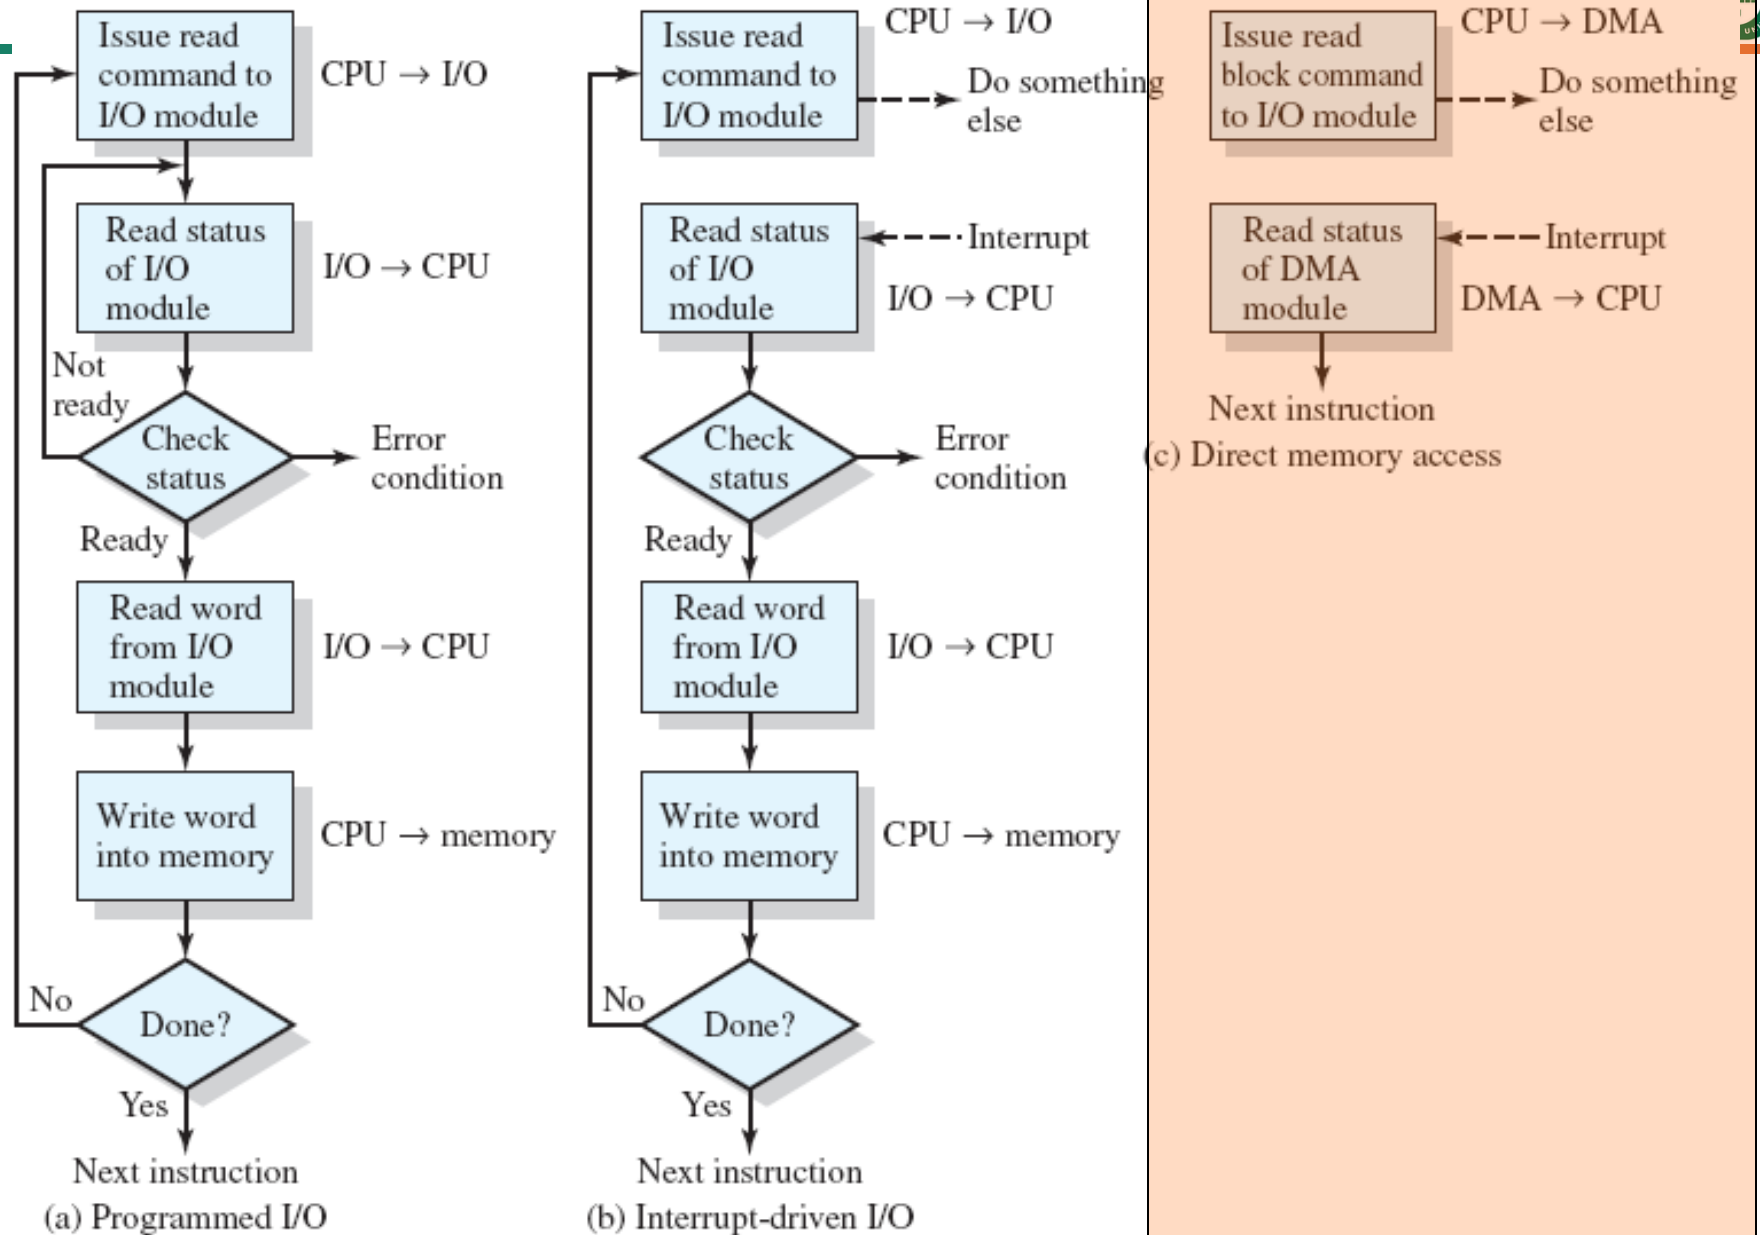 Issue read
command to
I/O module
CPU → I/O
Read status
of I/O
module
I/O → CPU
Not
ready
Check
status
Error
condition
Ready
Read word
from I/O
module
I/O → CPU
Write word
into memory
CPU → memory
No
Done?
Yes
Next instruction
(a) Programmed I/O
Issue read
command to
I/O module
CPU → I/O
Do something
else
Read status
of I/O
module
Interrupt
I/O → CPU
Check
status
Error
condition
Ready
Read word
from I/O
module
I/O → CPU
Write word
into memory
CPU → memory
No
Done?
Yes
Next instruction
(b) Interrupt-driven I/O
Issue read
block command
to I/O module
CPU → DMA
Do something
else
Read status
of DMA
module
Interrupt
DMA → CPU
Next instruction
(c) Direct memory access